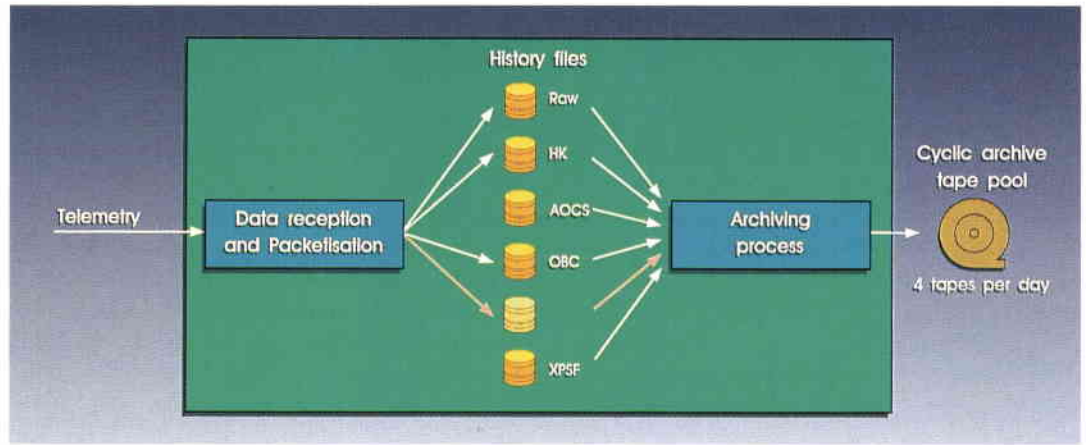 History files
Raw
HK
AOCS
OBC
XPSF
Telemetry
Data reception
and Packetisation
Archiving
process
Cyclic archive
tape pool
4 tapes per day